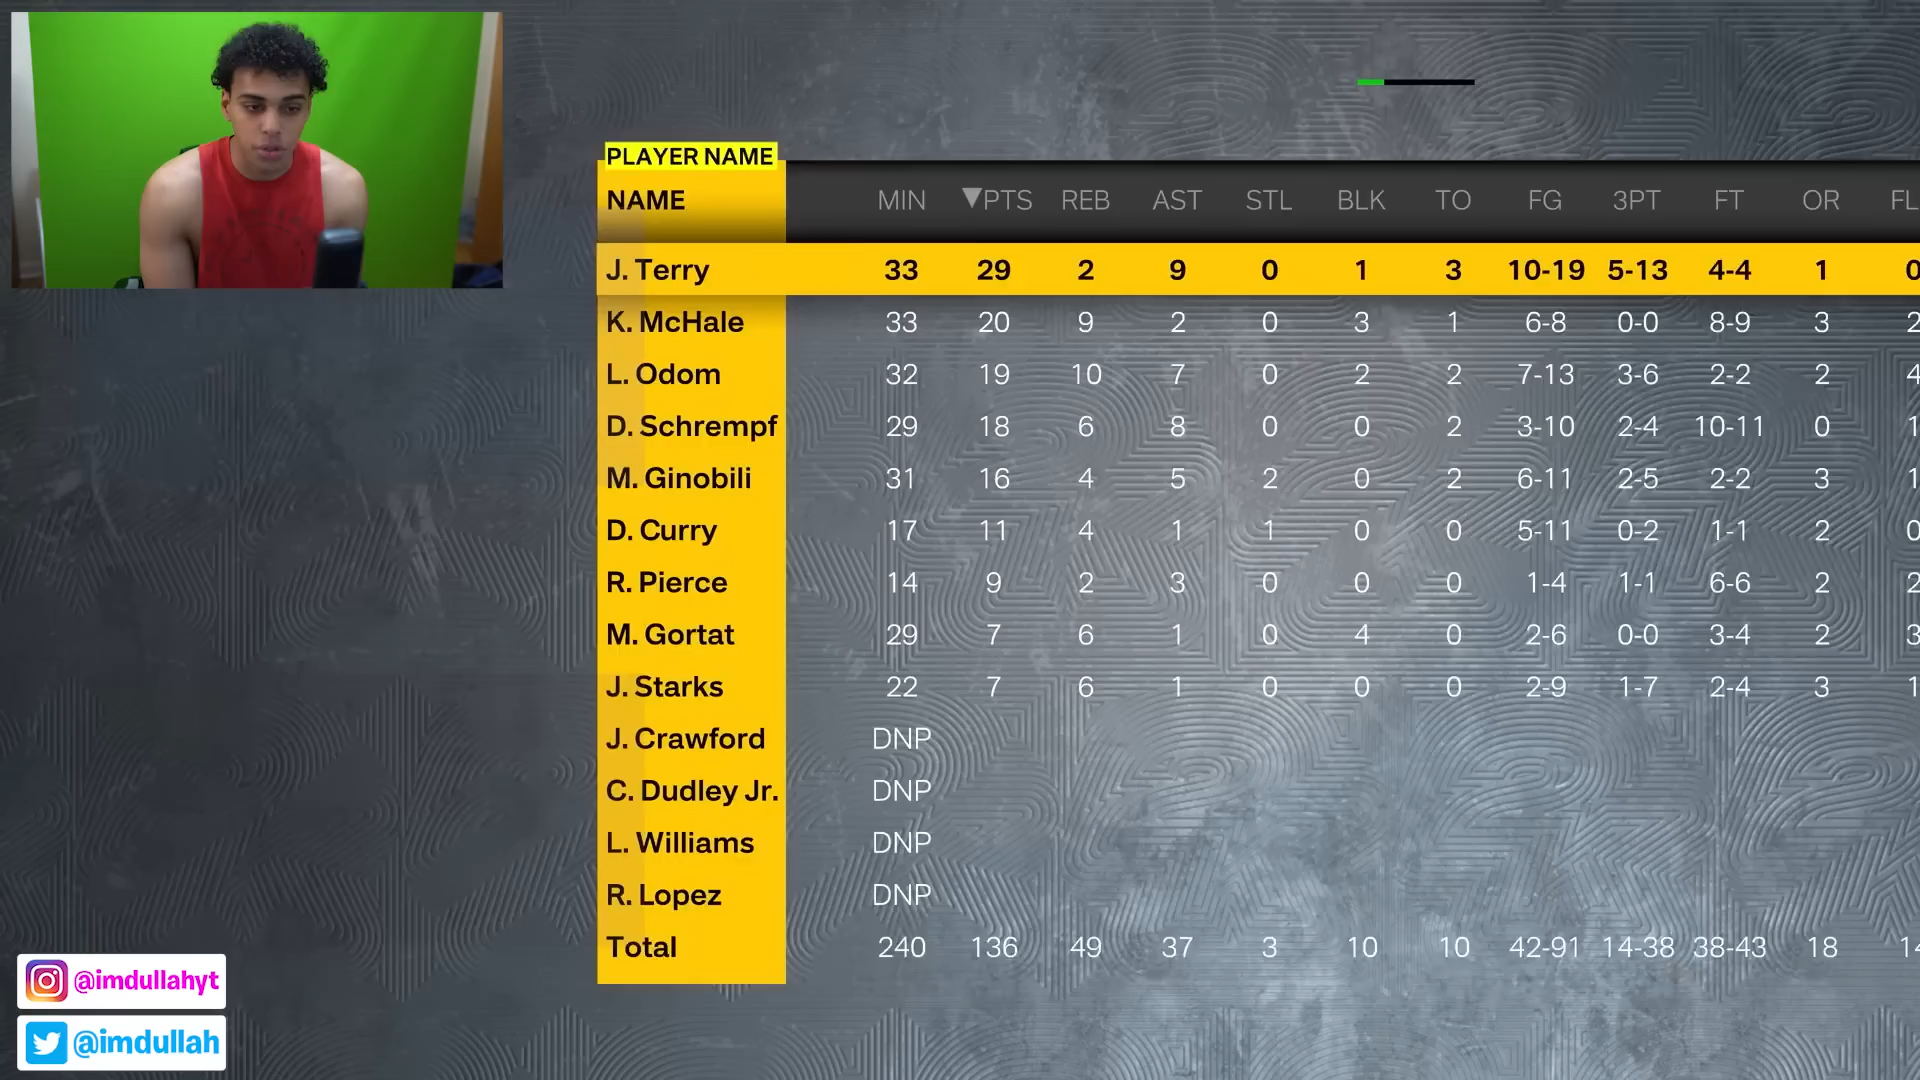 PLAYER NAME
NAME MIN ▼PTS REB AST STL BLK TO FG 3PT FT OR
J. Terry 33 29 2 9 0 1 3 10-19 5-13 4-4 1 0
K. McHale 33 20 9 2 0 3 1 6-8 0-0 8-9 3 2
L. Odom 32 19 10 7 0 2 2 7-13 3-6 2-2 2 4
D. Schrempf 29 18 6 8 0 0 2 3-10 2-4 10-11 0 1
M. Ginobili 31 16 4 5 2 0 2 6-11 2-5 2-2 3 1
D. Curry 17 11 4 1 1 0 0 5-11 0-2 1-1 2 0
R. Pierce 14 9 2 3 0 0 0 1-4 1-1 6-6 2 2
M. Gortat 29 7 6 1 0 4 0 2-6 0-0 3-4 2 3
J. Starks 22 7 6 1 0 0 0 2-9 1-7 2-4 3 1
J. Crawford DNP
C. Dudley Jr. DNP
L. Williams DNP
R. Lopez DNP
Total 240 136 49 37 3 10 10 42-91 14-38 38-43 18
@imdullahyt
@imdullah